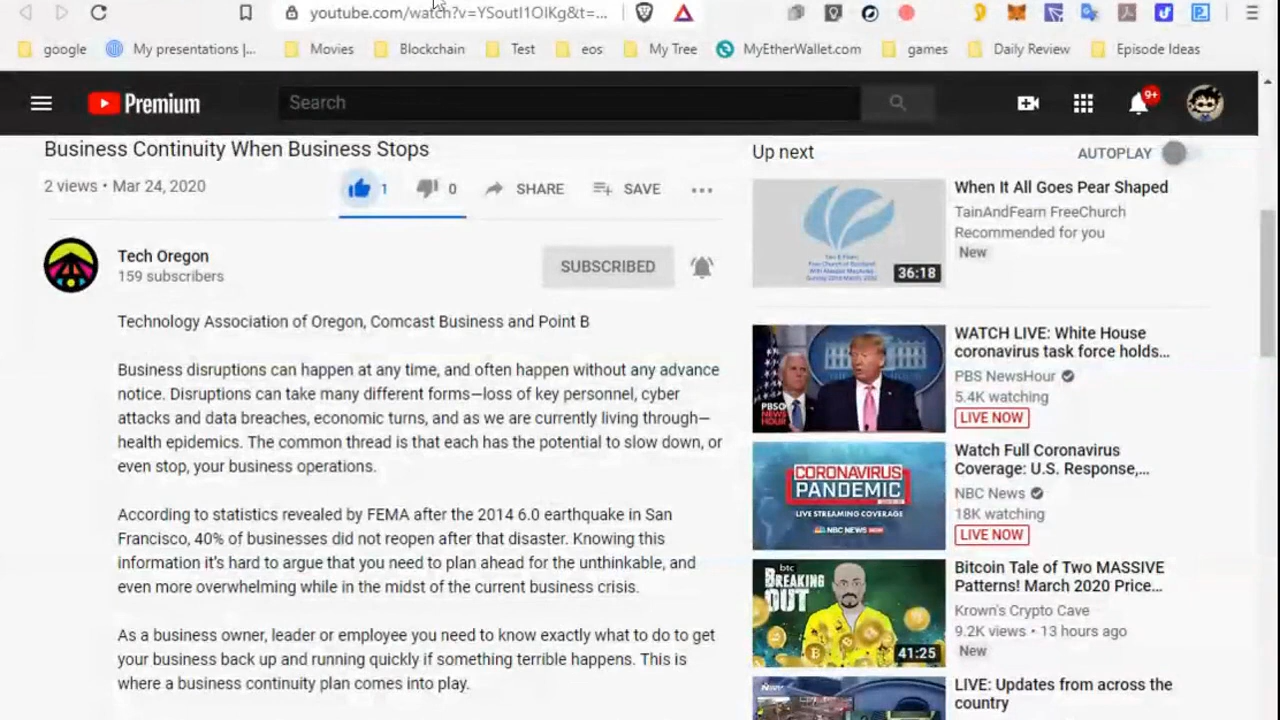 youtube.com/watch?v=YSoutI1OIKg&t=...
google
My presentations |...
Movies
Blockchain
Test
eos
My Tree
MyEtherWallet.com
games
Daily Review
Episode Ideas
Premium
Search
9+
Business Continuity When Business Stops
2 views • Mar 24, 2020
1
0
SHARE
SAVE
Tech Oregon
159 subscribers
SUBSCRIBED
Technology Association of Oregon, Comcast Business and Point B
Business disruptions can happen at any time, and often happen without any advance
notice. Disruptions can take many different forms—loss of key personnel, cyber
attacks and data breaches, economic turns, and as we are currently living through—
health epidemics. The common thread is that each has the potential to slow down, or
even stop, your business operations.
According to statistics revealed by FEMA after the 2014 6.0 earthquake in San
Francisco, 40% of businesses did not reopen after that disaster. Knowing this
information it's hard to argue that you need to plan ahead for the unthinkable, and
even more overwhelming while in the midst of the current business crisis.
As a business owner, leader or employee you need to know exactly what to do to get
your business back up and running quickly if something terrible happens. This is
where a business continuity plan comes into play.
Up next
AUTOPLAY
36:18
When It All Goes Pear Shaped
TainAndFearn FreeChurch
Recommended for you
New
PBSO
NEWS
HOUR
WATCH LIVE: White House
coronavirus task force holds...
PBS NewsHour
5.4K watching
LIVE NOW
CORONAVIRUS
PANDEMIC
LIVE STREAMING COVERAGE
NBC NEWS NOW
Watch Full Coronavirus
Coverage: U.S. Response,...
NBC News
18K watching
LIVE NOW
btc
BREAKING
OUT
41:25
Bitcoin Tale of Two MASSIVE
Patterns! March 2020 Price...
Krown's Crypto Cave
9.2K views • 13 hours ago
New
LIVE: Updates from across the
country